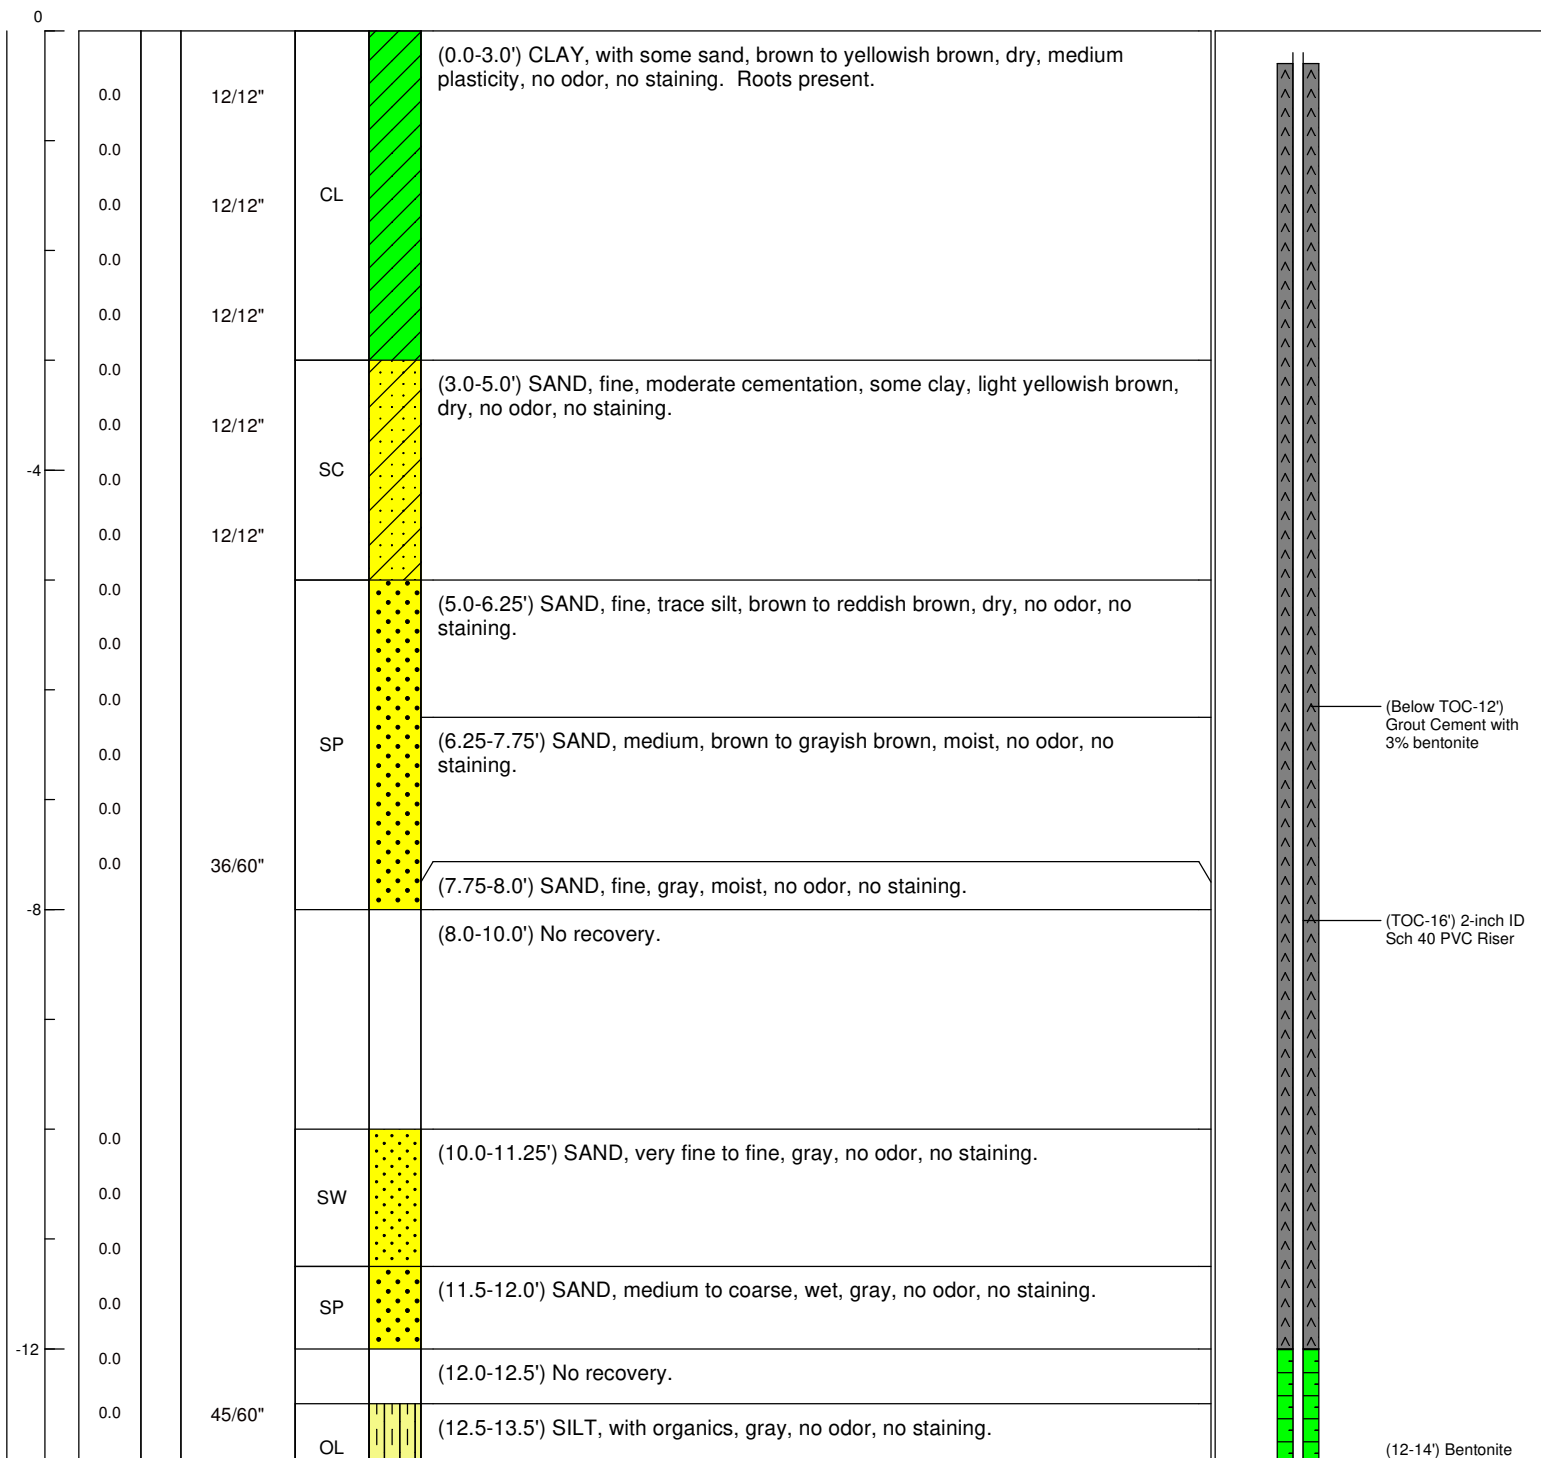 0
(0.0-3.0') CLAY, with some sand, brown to yellowish brown, dry, medium
plasticity, no odor, no staining.  Roots present.
0.0
12/12"
0.0
CL
0.0
12/12"
0.0
0.0
12/12"
0.0
(3.0-5.0') SAND, fine, moderate cementation, some clay, light yellowish brown,
dry, no odor, no staining.
0.0
12/12"
-4
SC
0.0
0.0
12/12"
0.0
(5.0-6.25') SAND, fine, trace silt, brown to reddish brown, dry, no odor, no
staining.
0.0
0.0
(Below TOC-12')
Grout Cement with
3% bentonite
SP
(6.25-7.75') SAND, medium, brown to grayish brown, moist, no odor, no
staining.
0.0
0.0
0.0
36/60"
(7.75-8.0') SAND, fine, gray, moist, no odor, no staining.
-8
(8.0-10.0') No recovery.
(TOC-16') 2-inch ID
Sch 40 PVC Riser
0.0
(10.0-11.25') SAND, very fine to fine, gray, no odor, no staining.
0.0
SW
0.0
(11.5-12.0') SAND, medium to coarse, wet, gray, no odor, no staining.
0.0
SP
-12
0.0
(12.0-12.5') No recovery.
0.0
45/60"
(12.5-13.5') SILT, with organics, gray, no odor, no staining.
OL
(12-14') Bentonite